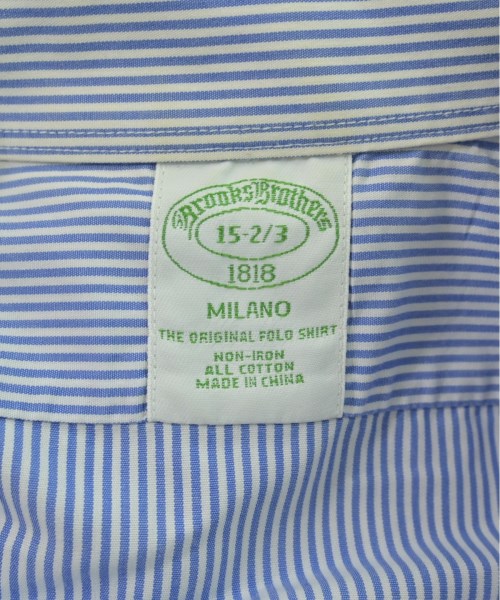 Brooks Brothers
15-2/3
1818
MILANO
THE ORIGINAL POLO SHIRT
NON-IRON
ALL COTTON
MADE IN CHINA